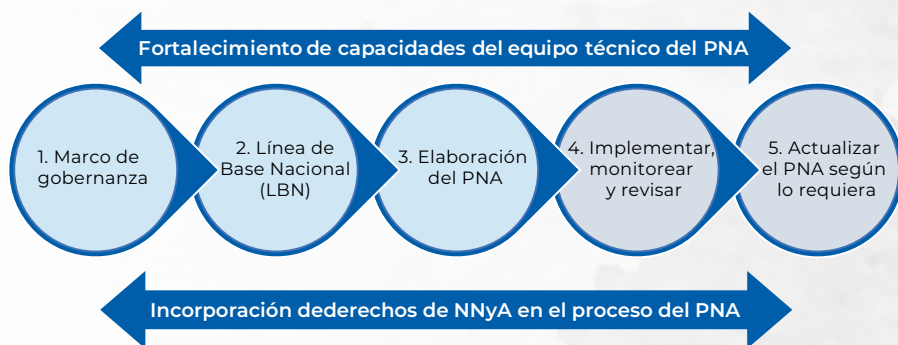 Fortalecimiento de capacidades del equipo técnico del PNA
1. Marco de
gobernanza
2. Línea de
Base Nacional
(LBN)
3. Elaboración
del PNA
4. Implementar,
monitorear
y revisar
5. Actualizar
el PNA según
lo requiera
Incorporación dederechos de NNyA en el proceso del PNA